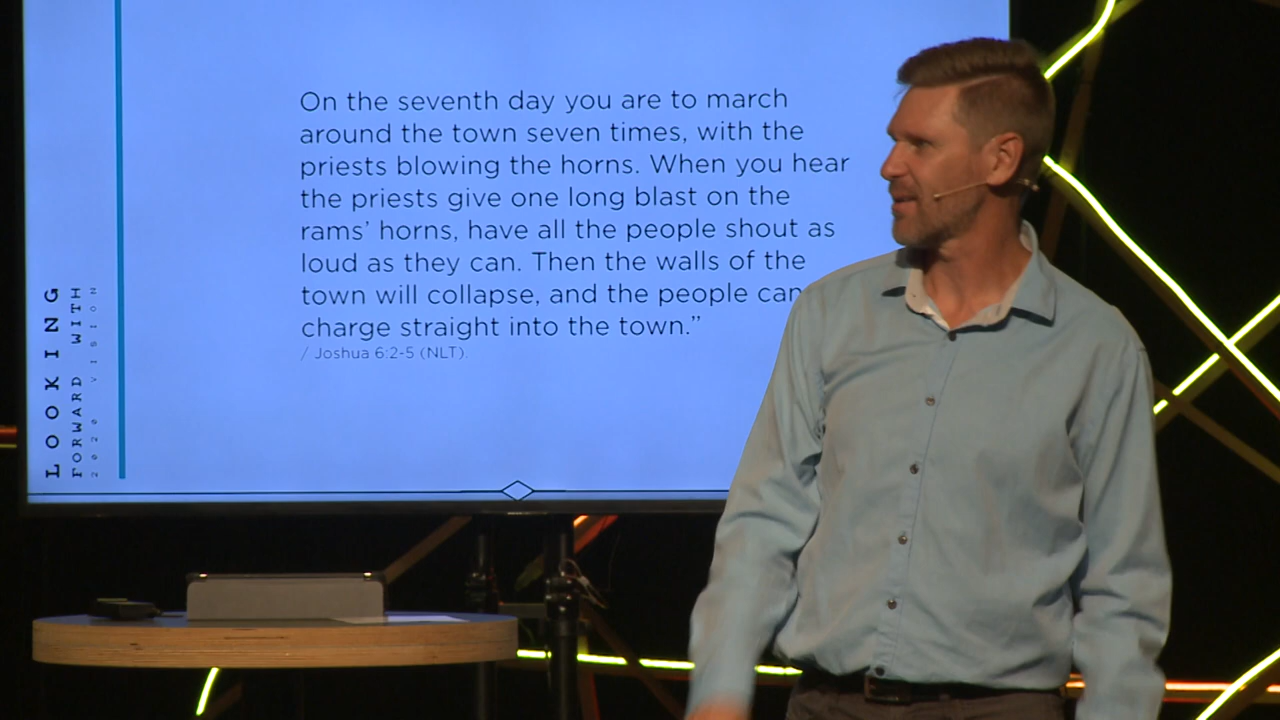 On the seventh day you are to march
around the town seven times, with the
priests blowing the horns. When you hear
the priests give one long blast on the
rams’ horns, have all the people shout as
loud as they can. Then the walls of the
town will collapse, and the people can
charge straight into the town.”
/ Joshua 6:2-5 (NLT).
LOOKING
FORWARD WITH
2020 VISION